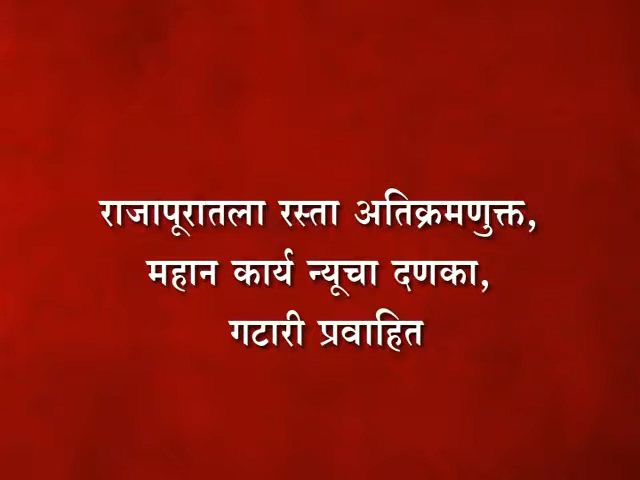 राजापूरातला रस्ता अतिक्रमणुक्त,
महान कार्य न्यूचा दणका,
गटारी प्रवाहित